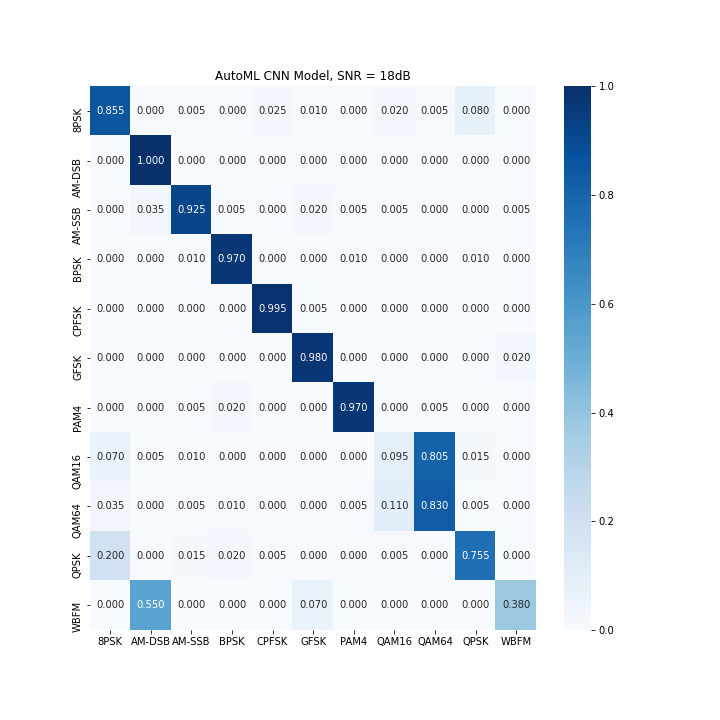 AutoML CNN Model, SNR = 18dB
8PSK 0.855 0.000 0.005 0.000 0.025 0.010 0.000 0.020 0.005 0.080 0.000
AM-DSB 0.000 1.000 0.000 0.000 0.000 0.000 0.000 0.000 0.000 0.000 0.000
AM-SSB 0.000 0.035 0.925 0.005 0.000 0.020 0.005 0.005 0.000 0.000 0.005
BPSK 0.000 0.000 0.010 0.970 0.000 0.000 0.010 0.000 0.000 0.010 0.000
CPFSK 0.000 0.000 0.000 0.000 0.995 0.005 0.000 0.000 0.000 0.000 0.000
GFSK 0.000 0.000 0.000 0.000 0.000 0.980 0.000 0.000 0.000 0.000 0.020
PAM4 0.000 0.000 0.005 0.020 0.000 0.000 0.970 0.000 0.005 0.000 0.000
QAM16 0.070 0.005 0.010 0.000 0.000 0.000 0.000 0.095 0.805 0.015 0.000
QAM64 0.035 0.000 0.005 0.010 0.000 0.000 0.005 0.110 0.830 0.005 0.000
QPSK 0.200 0.000 0.015 0.020 0.005 0.000 0.000 0.005 0.000 0.755 0.000
WBFM 0.000 0.550 0.000 0.000 0.000 0.070 0.000 0.000 0.000 0.000 0.380
8PSK AM-DSB AM-SSB BPSK CPFSK GFSK PAM4 QAM16 QAM64 QPSK WBFM
1.0
0.8
0.6
0.4
0.2
0.0